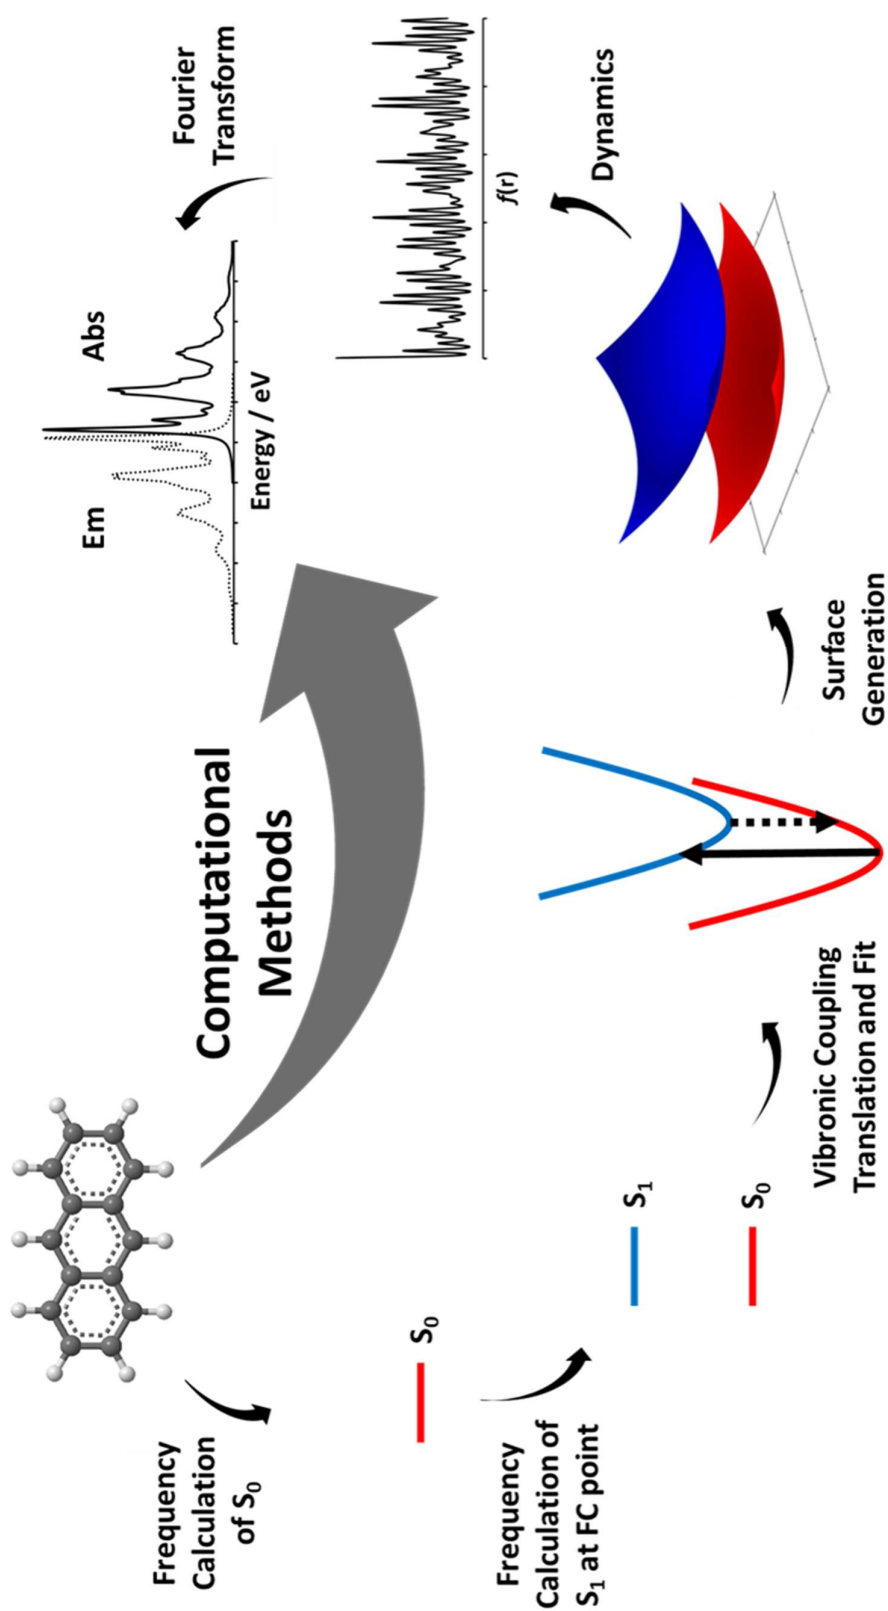 Frequency
Calculation
of S₀
S₀
Frequency
Calculation of
S₁ at FC point
S₁
S₀
Vibronic Coupling
Translation and Fit
Surface
Generation
Dynamics
f(r)
Fourier
Transform
Em
Abs
Energy / eV
Computational
Methods